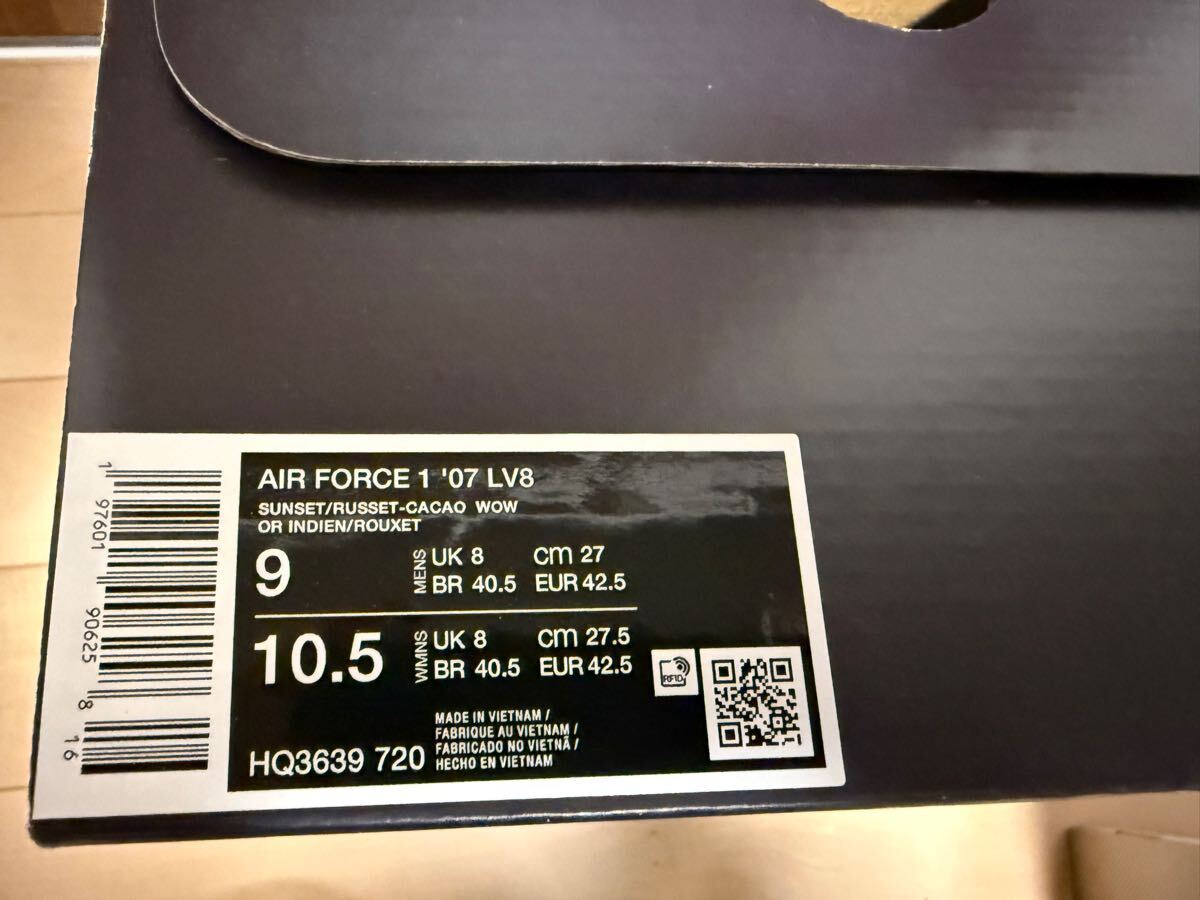 AIR FORCE 1 '07 LV8
SUNSET/RUSSET-CACAO WOW
OR INDIEN/ROUXET
9
MENS
UK 8 CM 27
BR 40.5 EUR 42.5
10.5
WMNS
UK 8 CM 27.5
BR 40.5 EUR 42.5
RFID
MADE IN VIETNAM /
FABRIQUE AU VIETNAM /
FABRICADO NO VIETNÃ /
HECHO EN VIETNAM
HQ3639 720
1 97601 90625 8 16